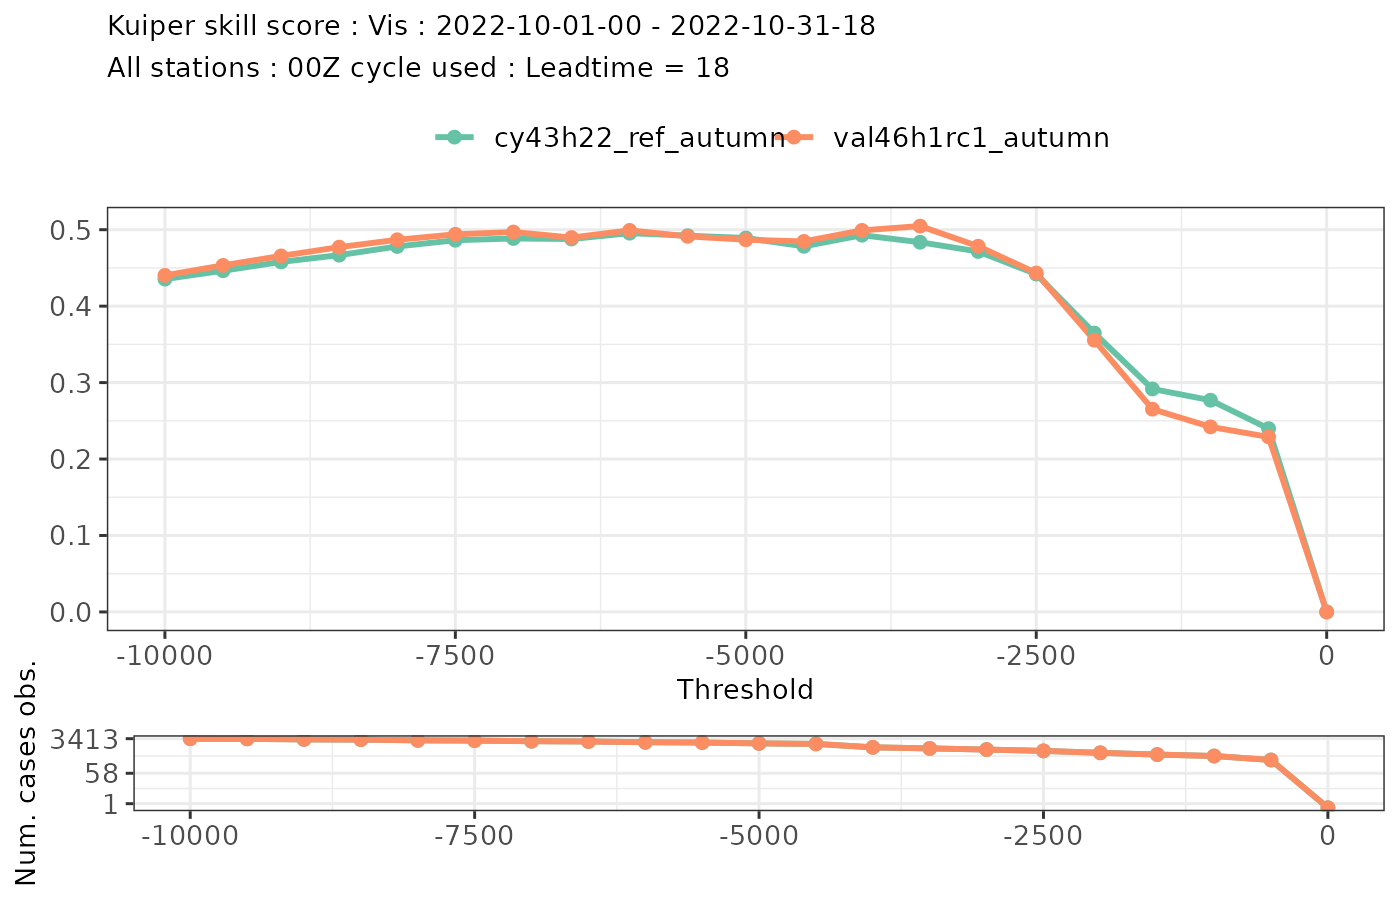 Kuiper skill score : Vis : 2022-10-01-00 - 2022-10-31-18
All stations : 00Z cycle used : Leadtime = 18
cy43h22_ref_autumn val46h1rc1_autumn
0.5
0.4
0.3
0.2
0.1
0.0
-10000 -7500 -5000 -2500 0
Threshold
Num. cases obs.
3413
58
1
-10000 -7500 -5000 -2500 0